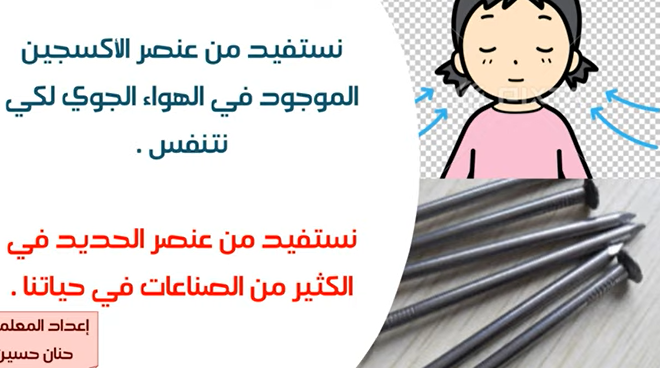 نستفيد من عنصر الاكسجين
الموجود في الهواء الجوي لكي
نتنفس .
نستفيد من عنصر الحديد في
الكثير من الصناعات في حياتنا .
إعداد المعلم
حنان حسين